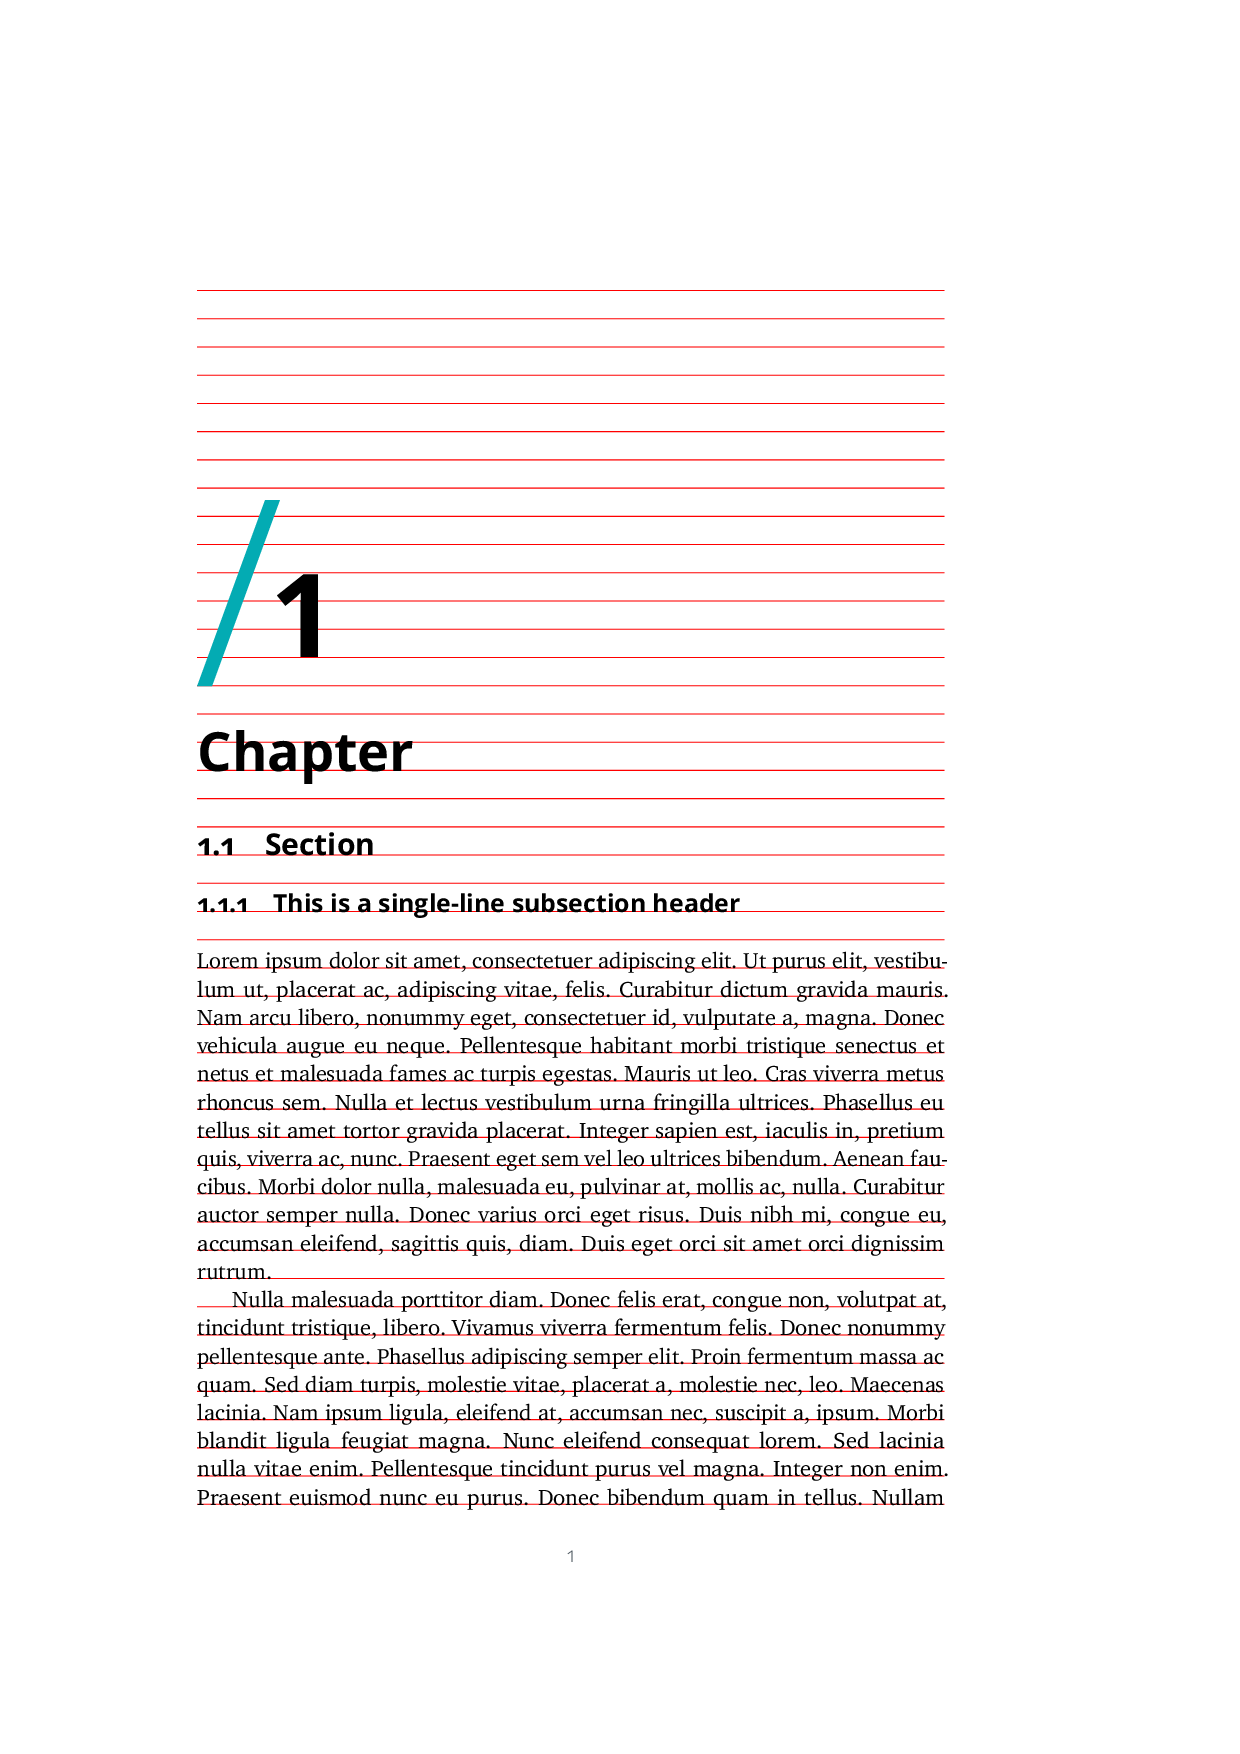 /1
Chapter
1.1 Section
1.1.1 This is a single-line subsection header
Lorem ipsum dolor sit amet, consectetuer adipiscing elit. Ut purus elit, vestibu-
lum ut, placerat ac, adipiscing vitae, felis. Curabitur dictum gravida mauris.
Nam arcu libero, nonummy eget, consectetuer id, vulputate a, magna. Donec
vehicula augue eu neque. Pellentesque habitant morbi tristique senectus et
netus et malesuada fames ac turpis egestas. Mauris ut leo. Cras viverra metus
rhoncus sem. Nulla et lectus vestibulum urna fringilla ultrices. Phasellus eu
tellus sit amet tortor gravida placerat. Integer sapien est, iaculis in, pretium
quis, viverra ac, nunc. Praesent eget sem vel leo ultrices bibendum. Aenean fau-
cibus. Morbi dolor nulla, malesuada eu, pulvinar at, mollis ac, nulla. Curabitur
auctor semper nulla. Donec varius orci eget risus. Duis nibh mi, congue eu,
accumsan eleifend, sagittis quis, diam. Duis eget orci sit amet orci dignissim
rutrum.
Nulla malesuada porttitor diam. Donec felis erat, congue non, volutpat at,
tincidunt tristique, libero. Vivamus viverra fermentum felis. Donec nonummy
pellentesque ante. Phasellus adipiscing semper elit. Proin fermentum massa ac
quam. Sed diam turpis, molestie vitae, placerat a, molestie nec, leo. Maecenas
lacinia. Nam ipsum ligula, eleifend at, accumsan nec, suscipit a, ipsum. Morbi
blandit ligula feugiat magna. Nunc eleifend consequat lorem. Sed lacinia
nulla vitae enim. Pellentesque tincidunt purus vel magna. Integer non enim.
Praesent euismod nunc eu purus. Donec bibendum quam in tellus. Nullam
1